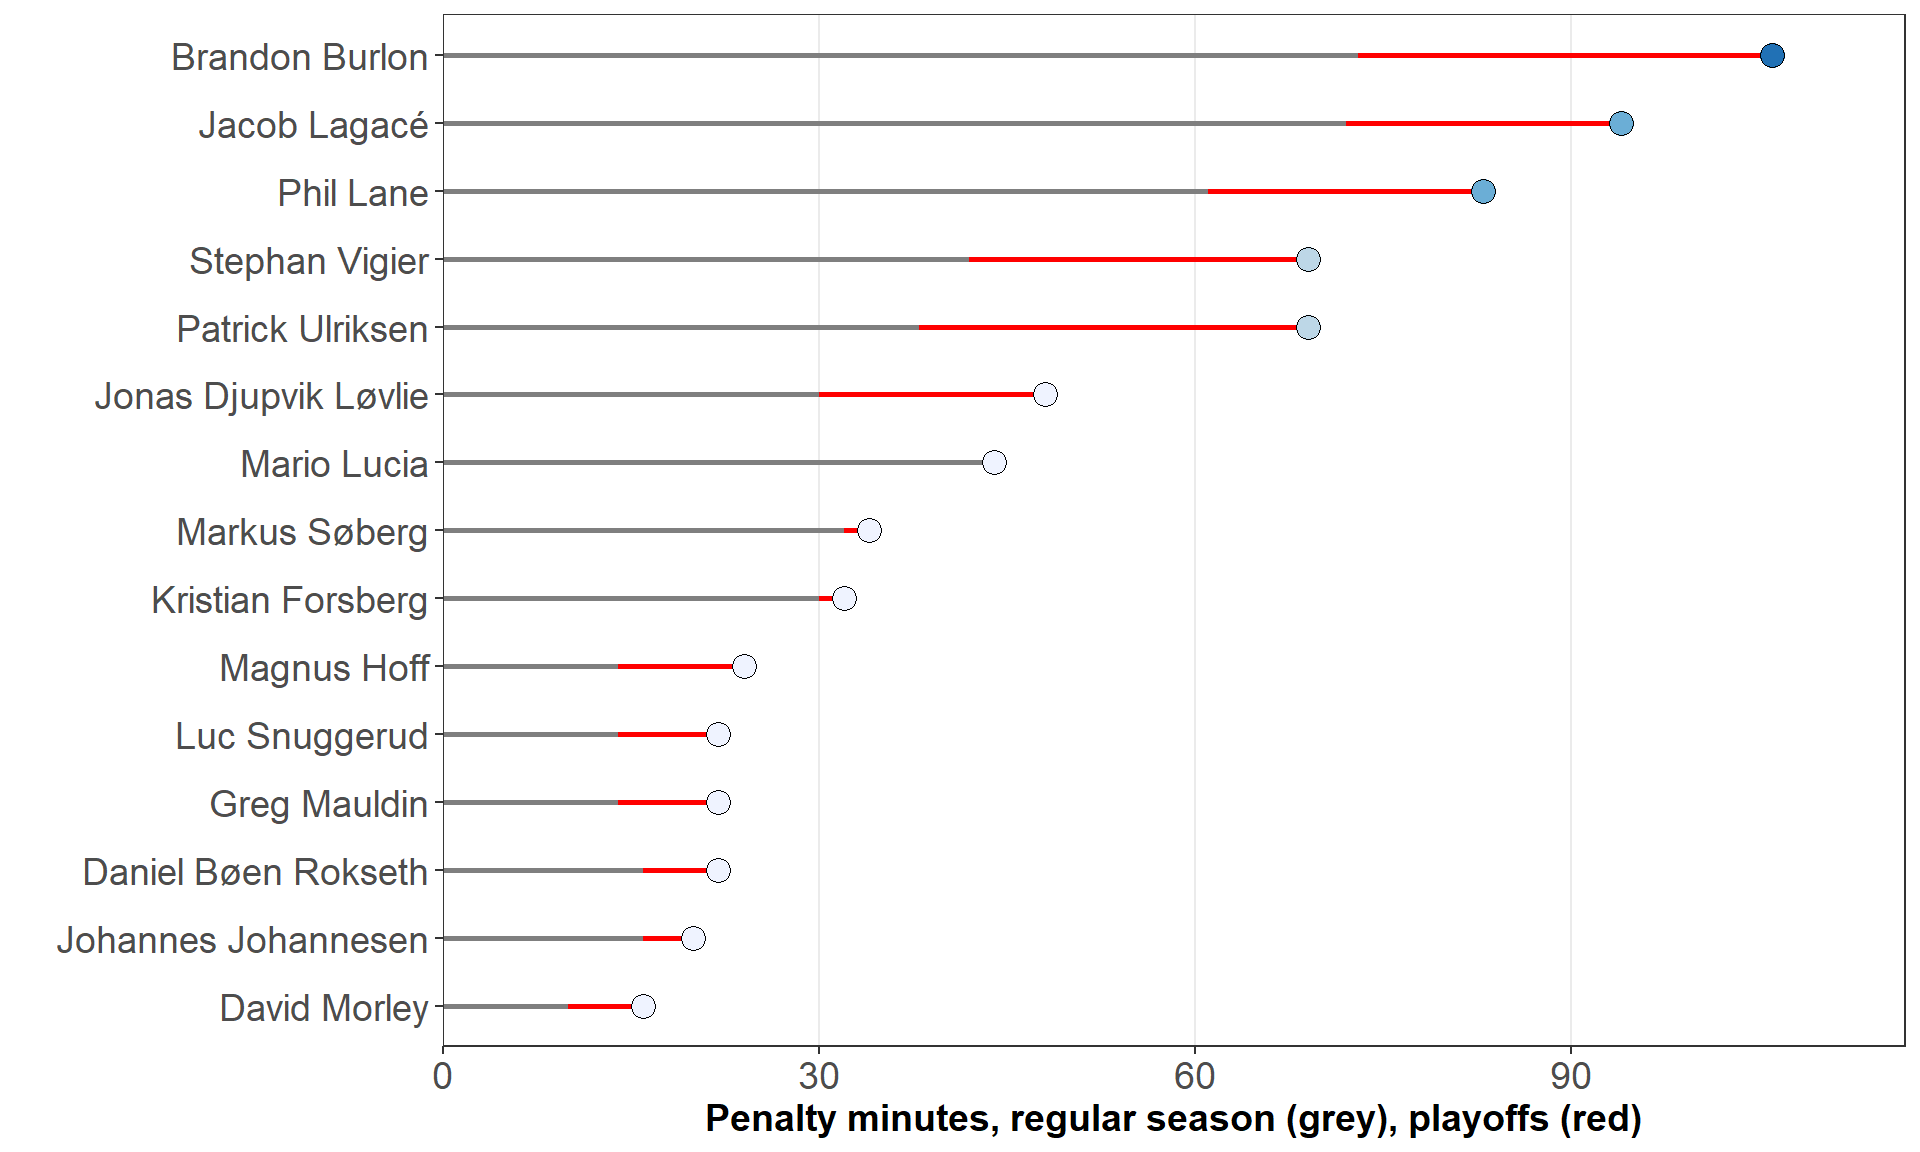 Brandon Burlon
Jacob Lagacé
Phil Lane
Stephan Vigier
Patrick Ulriksen
Jonas Djupvik Løvlie
Mario Lucia
Markus Søberg
Kristian Forsberg
Magnus Hoff
Luc Snuggerud
Greg Mauldin
Daniel Bøen Rokseth
Johannes Johannesen
David Morley
0 30 60 90
Penalty minutes, regular season (grey), playoffs (red)